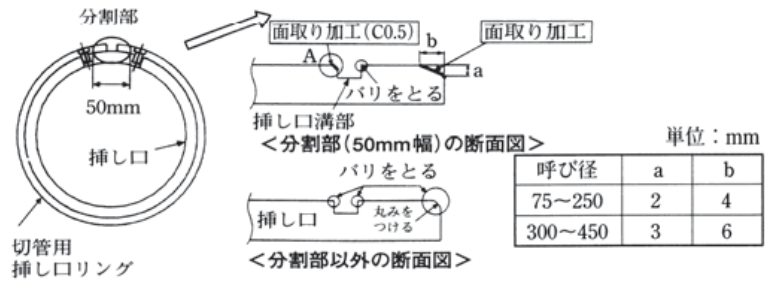 分割部
面取り加工(C0.5)
b
面取り加工
A
a
50mm
バリをとる
挿し口溝部
挿し口
<分割部(50mm幅)の断面図>
単位:mm
呼び径 a b
75~250 2 4
300~450 3 6
バリをとる
挿し口
丸みを
つける
切管用
挿し口リング
<分割部以外の断面図>